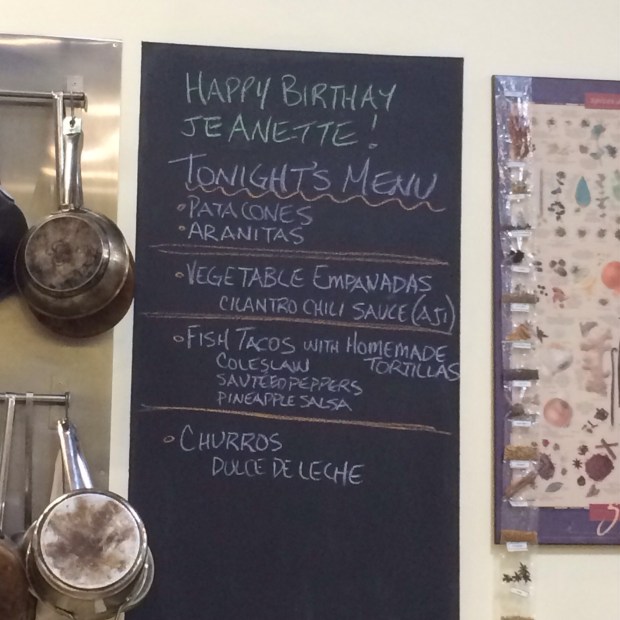 HAPPY BIRTHAY
JEANETTE!
TONIGHT'S MENU
• PATACONES
• ARANITAS
• VEGETABLE EMPANADAS
CILANTRO CHILI SAUCE (AJI)
• FISH TACOS WITH HOMEMADE
TORTILLAS
COLESLAW
SAUTEED PEPPERS
PINEAPPLE SALSA
• CHURROS
DULCE DE LECHE